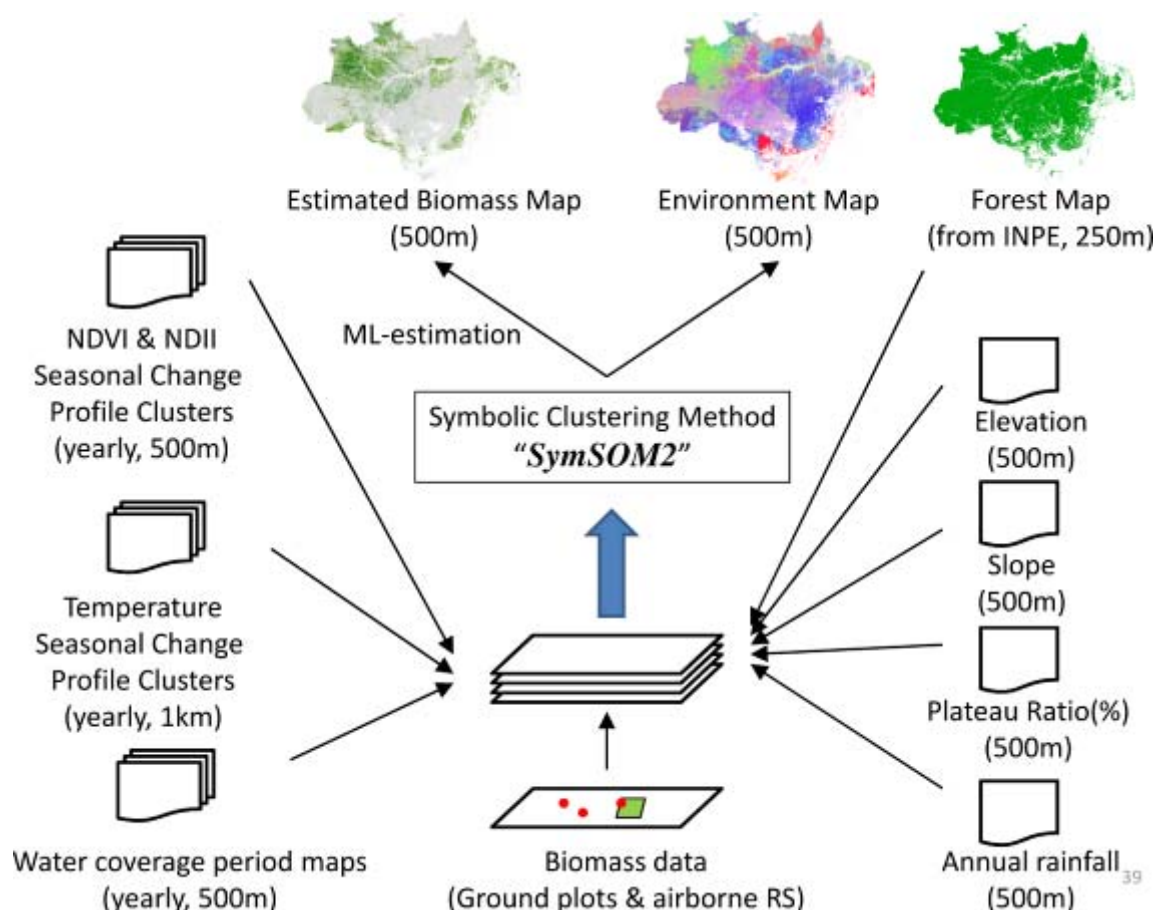 Estimated Biomass Map
(500m)
Environment Map
(500m)
Forest Map
(from INPE, 250m)
ML-estimation
NDVI & NDII
Seasonal Change
Profile Clusters
(yearly, 500m)
Symbolic Clustering Method
“SymSOM2”
Elevation
(500m)
Temperature
Seasonal Change
Profile Clusters
(yearly, 1km)
Slope
(500m)
Plateau Ratio(%)
(500m)
Water coverage period maps
(yearly, 500m)
Biomass data
(Ground plots & airborne RS)
Annual rainfall
(500m)
39